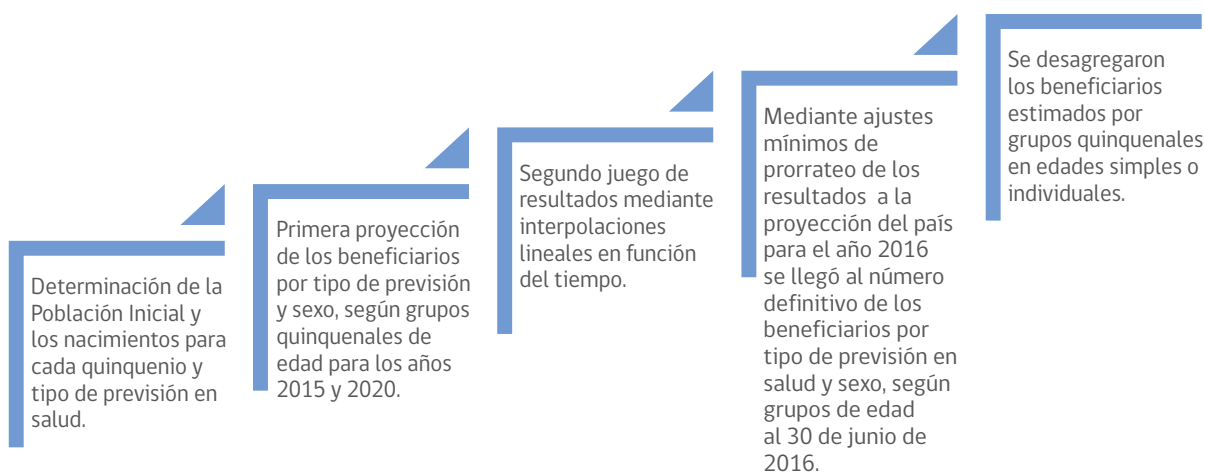 Determinación de la
Población Inicial y
los nacimientos para
cada quinquenio y
tipo de previsión en
salud.
Primera proyección
de los beneficiarios
por tipo de previsión
y sexo, según grupos
quinquenales de
edad para los años
2015 y 2020.
Segundo juego de
resultados mediante
interpolaciones
lineales en función
del tiempo.
Mediante ajustes
mínimos de
prorrateo de los
resultados a la
proyección del país
para el año 2016
se llegó al número
definitivo de los
beneficiarios por
tipo de previsión en
salud y sexo, según
grupos de edad
al 30 de junio de
2016.
Se desagregaron
los beneficiarios
estimados por
grupos quinquenales
en edades simples o
individuales.